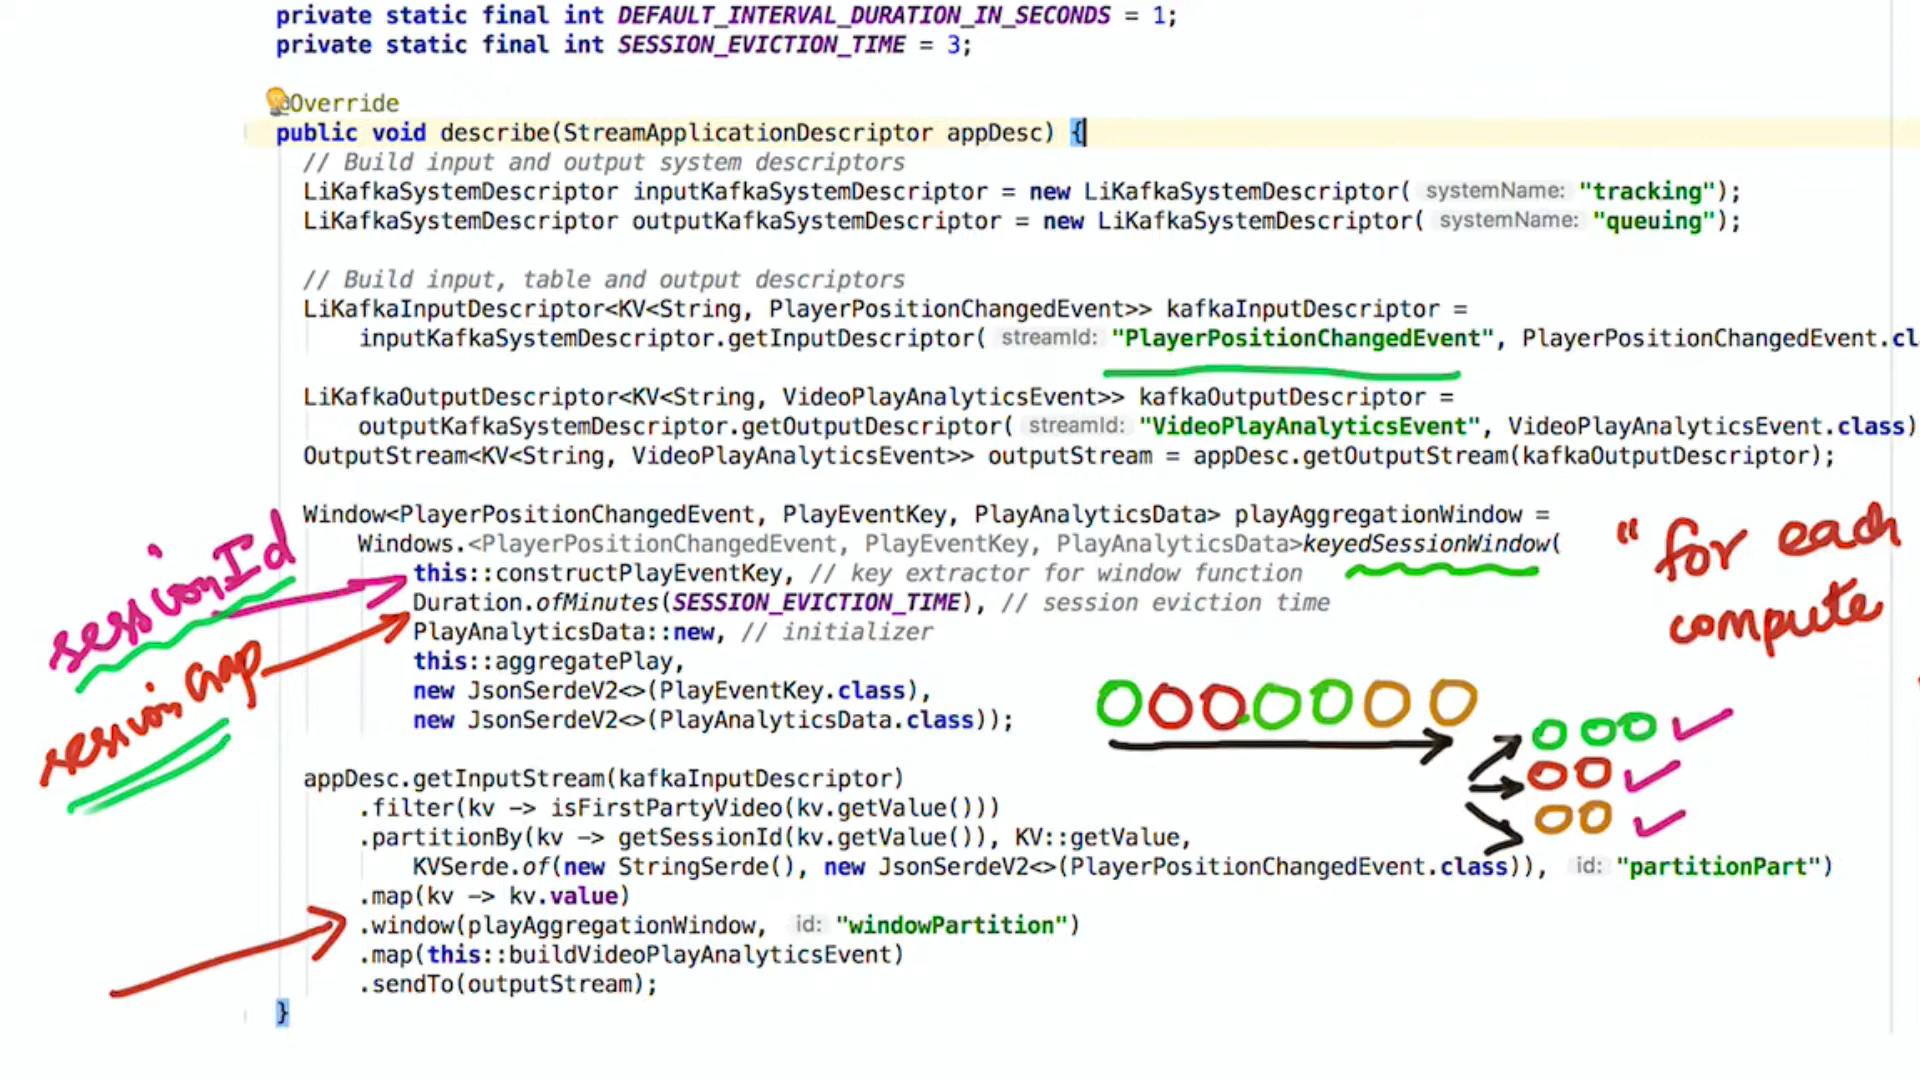 private static final int DEFAULT_INTERVAL_DURATION_IN_SECONDS = 1;
private static final int SESSION_EVICTION_TIME = 3;
@Override
public void describe(StreamApplicationDescriptor appDesc) {
// Build input and output system descriptors
LiKafkaSystemDescriptor inputKafkaSystemDescriptor = new LiKafkaSystemDescriptor( systemName: "tracking");
LiKafkaSystemDescriptor outputKafkaSystemDescriptor = new LiKafkaSystemDescriptor( systemName: "queuing");
// Build input, table and output descriptors
LiKafkaInputDescriptor<KV<String, PlayerPositionChangedEvent>> kafkaInputDescriptor =
inputKafkaSystemDescriptor.getInputDescriptor( streamId: "PlayerPositionChangedEvent", PlayerPositionChangedEvent.cl
LiKafkaOutputDescriptor<KV<String, VideoPlayAnalyticsEvent>> kafkaOutputDescriptor =
outputKafkaSystemDescriptor.getOutputDescriptor( streamId: "VideoPlayAnalyticsEvent", VideoPlayAnalyticsEvent.class)
OutputStream<KV<String, VideoPlayAnalyticsEvent>> outputStream = appDesc.getOutputStream(kafkaOutputDescriptor);
Window<PlayerPositionChangedEvent, PlayEventKey, PlayAnalyticsData> playAggregationWindow =
Windows.<PlayerPositionChangedEvent, PlayEventKey, PlayAnalyticsData>keyedSessionWindow(
this::constructPlayEventKey, // key extractor for window function
Duration.ofMinutes(SESSION_EVICTION_TIME), // session eviction time
PlayAnalyticsData::new, // initializer
this::aggregatePlay,
new JsonSerdeV2<>(PlayEventKey.class),
new JsonSerdeV2<>(PlayAnalyticsData.class));
sessionId
session Gap
"for each
compute
appDesc.getInputStream(kafkaInputDescriptor)
.filter(kv -> isFirstPartyVideo(kv.getValue()))
.partitionBy(kv -> getSessionId(kv.getValue()), KV::getValue,
KVSerde.of(new StringSerde(), new JsonSerdeV2<>(PlayerPositionChangedEvent.class)), id: "partitionPart")
.map(kv -> kv.value)
.window(playAggregationWindow, id: "windowPartition")
.map(this::buildVideoPlayAnalyticsEvent)
.sendTo(outputStream);
}